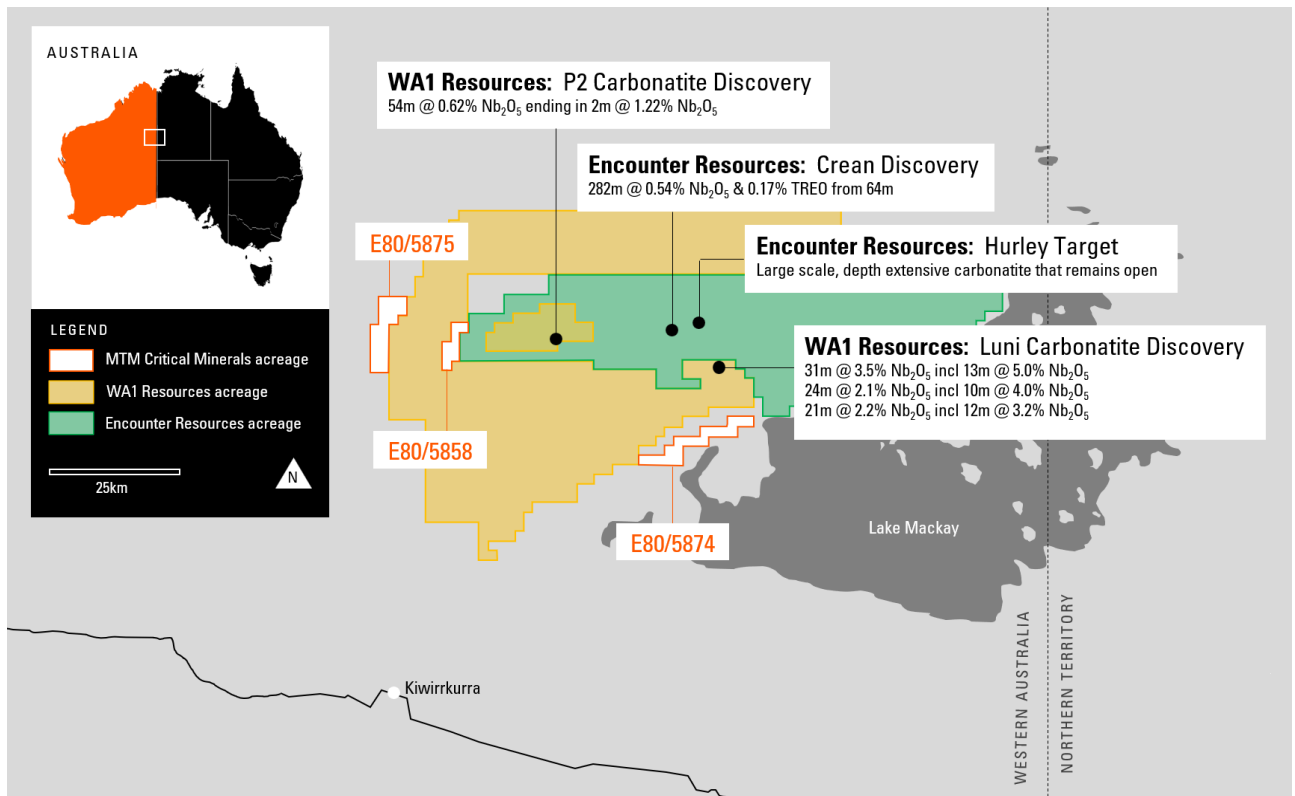 AUSTRALIA
WA1 Resources: P2 Carbonatite Discovery
54m @ 0.62% Nb₂O₅ ending in 2m @ 1.22% Nb₂O₅
Encounter Resources: Crean Discovery
282m @ 0.54% Nb₂O₅ & 0.17% TREO from 64m
E80/5875
Encounter Resources: Hurley Target
Large scale, depth extensive carbonatite that remains open
LEGEND
MTM Critical Minerals acreage
WA1 Resources acreage
Encounter Resources acreage
25km
N
WA1 Resources: Luni Carbonatite Discovery
31m @ 3.5% Nb₂O₅ incl 13m @ 5.0% Nb₂O₅
24m @ 2.1% Nb₂O₅ incl 10m @ 4.0% Nb₂O₅
21m @ 2.2% Nb₂O₅ incl 12m @ 3.2% Nb₂O₅
E80/5858
E80/5874
Lake Mackay
Kiwirrkurra
WESTERN AUSTRALIA
NORTHERN TERRITORY